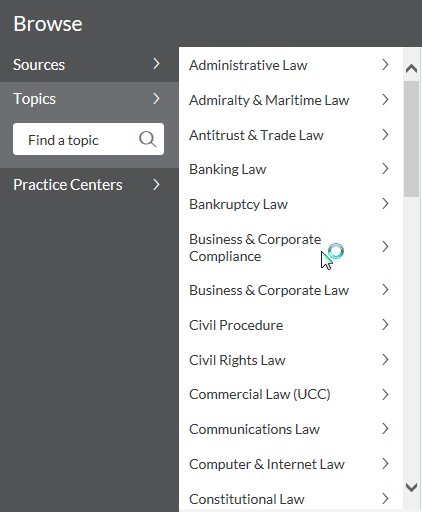 Browse
Sources
Topics
Find a topic
Practice Centers
Administrative Law
Admiralty & Maritime Law
Antitrust & Trade Law
Banking Law
Bankruptcy Law
Business & Corporate
Compliance
Business & Corporate Law
Civil Procedure
Civil Rights Law
Commercial Law (UCC)
Communications Law
Computer & Internet Law
Constitutional Law